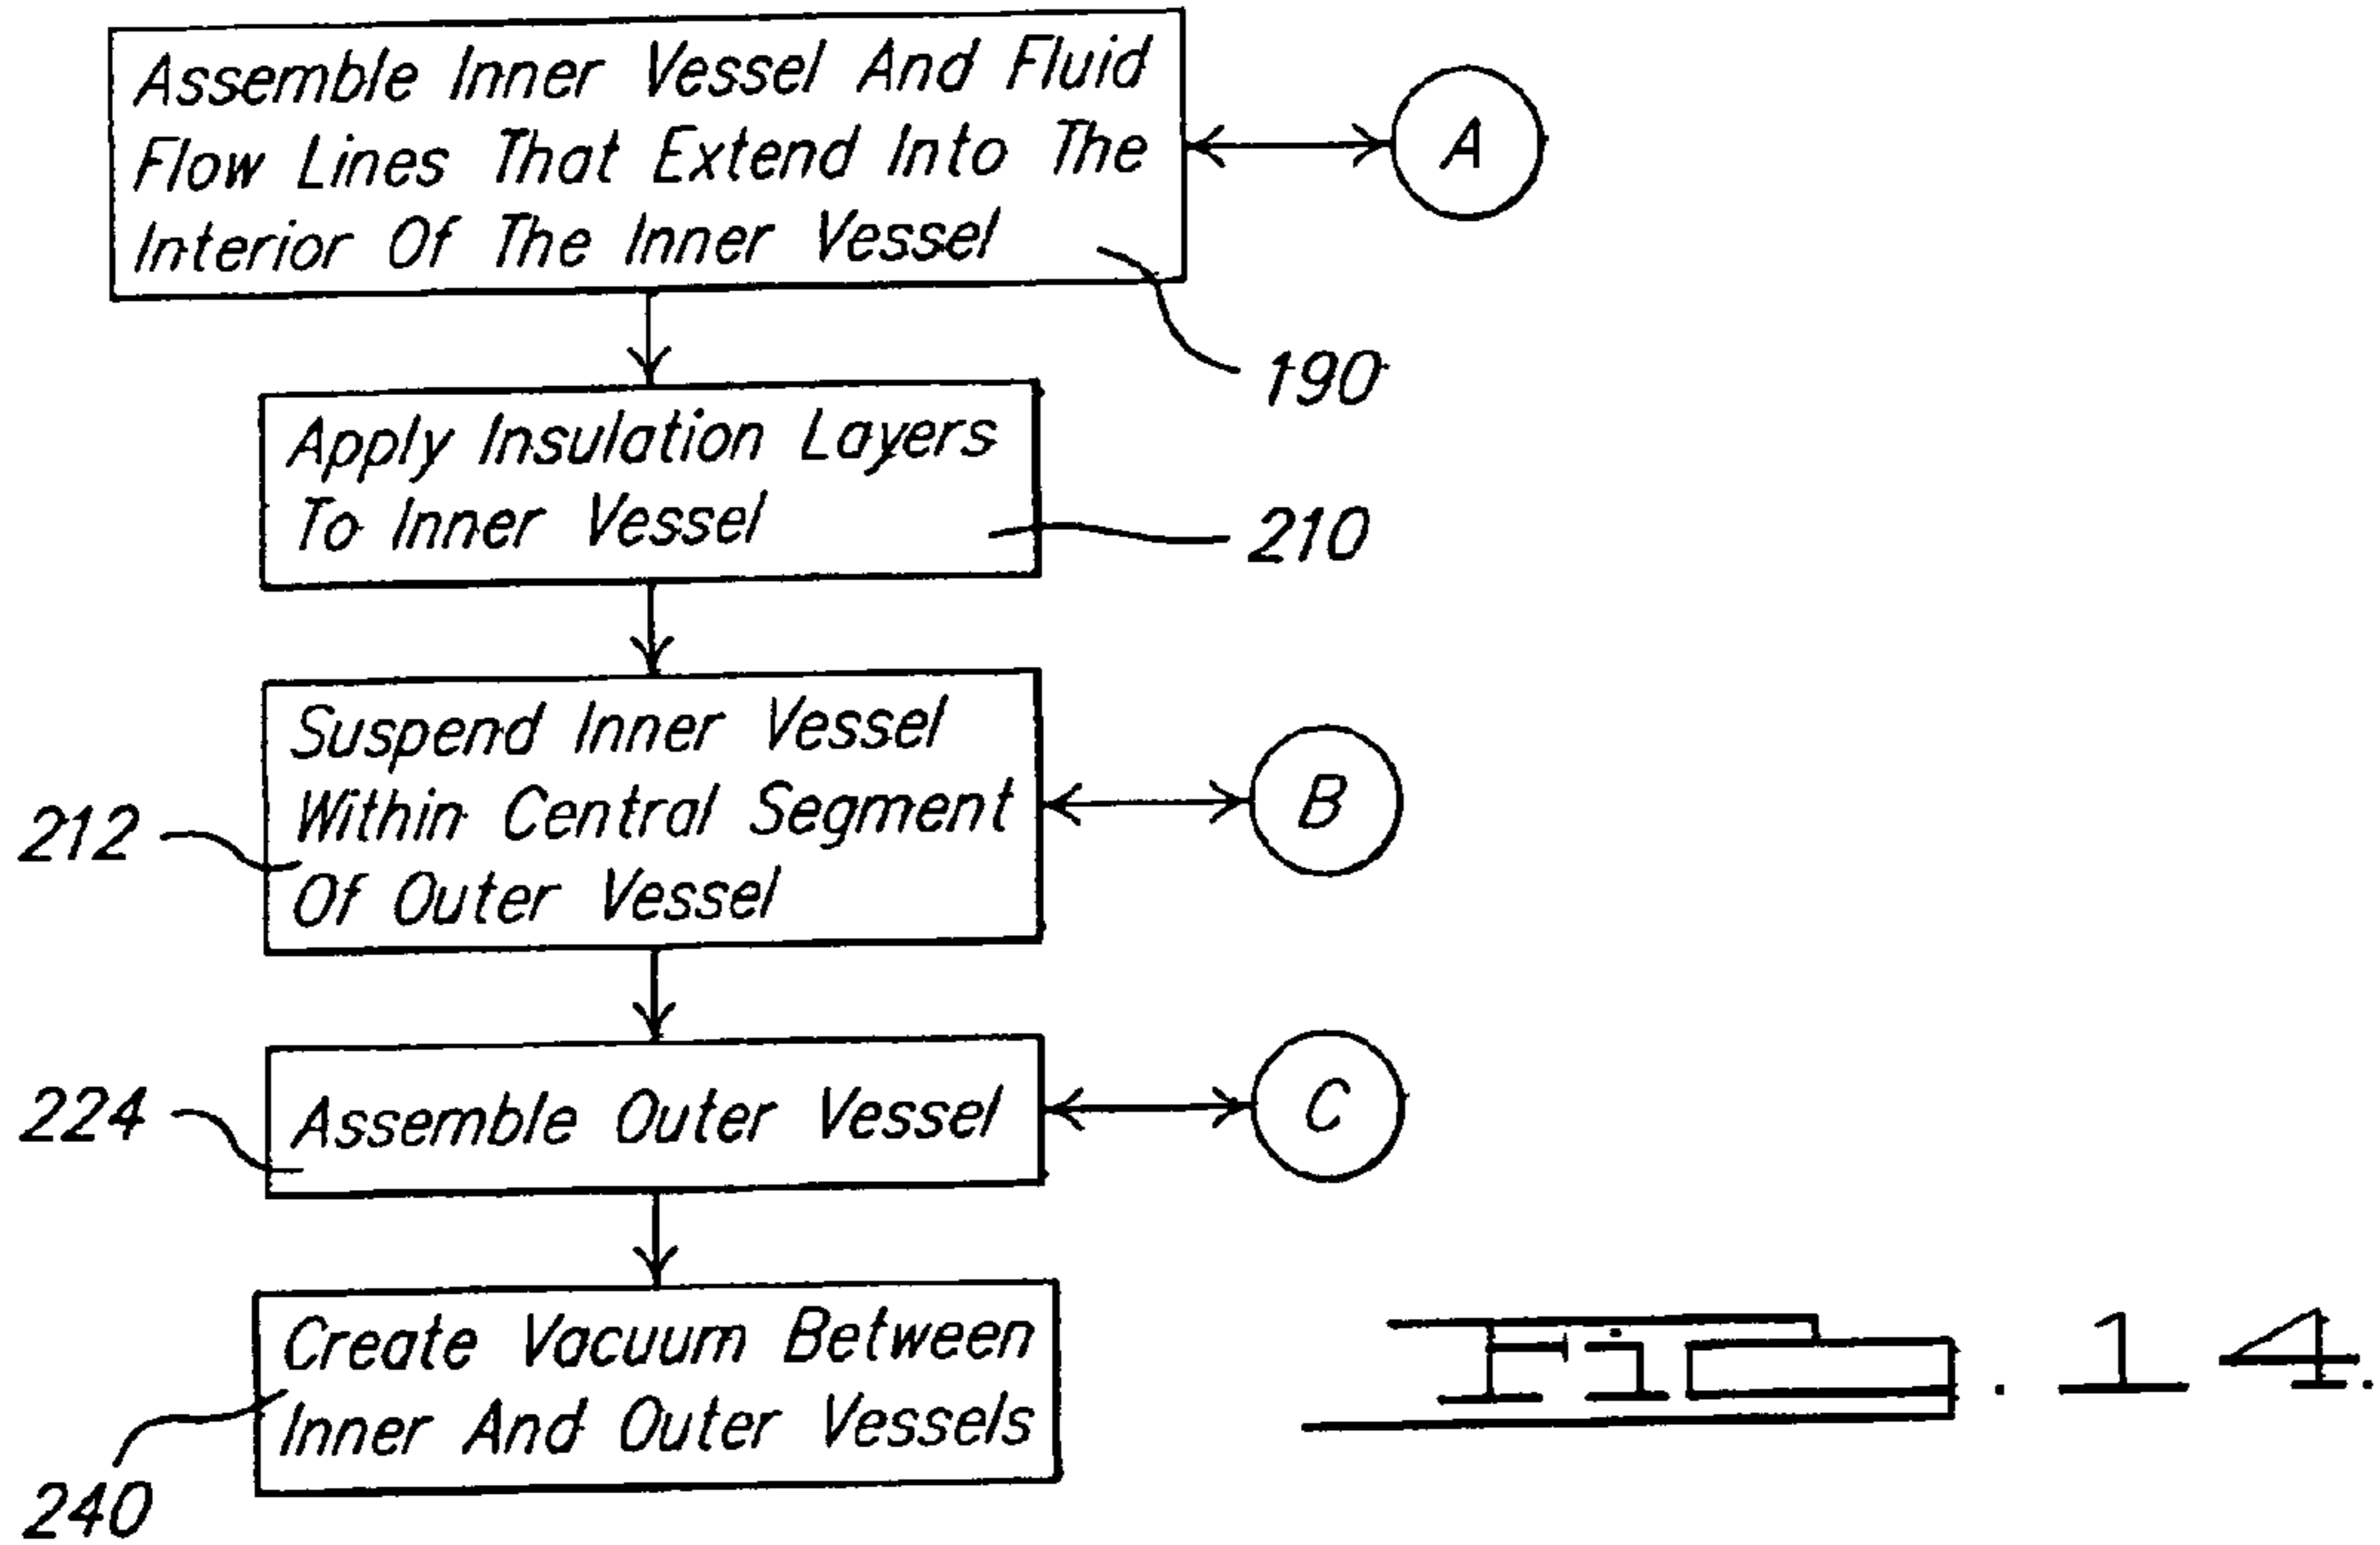 Assemble Inner Vessel And Fluid
Flow Lines That Extend Into The
Interior Of The Inner Vessel
A
190
Apply Insulation Layers
To Inner Vessel
210
Suspend Inner Vessel
Within Central Segment
Of Outer Vessel
212
B
Assemble Outer Vessel
224
C
Create Vacuum Between
Inner And Outer Vessels
240
Fig. 14.